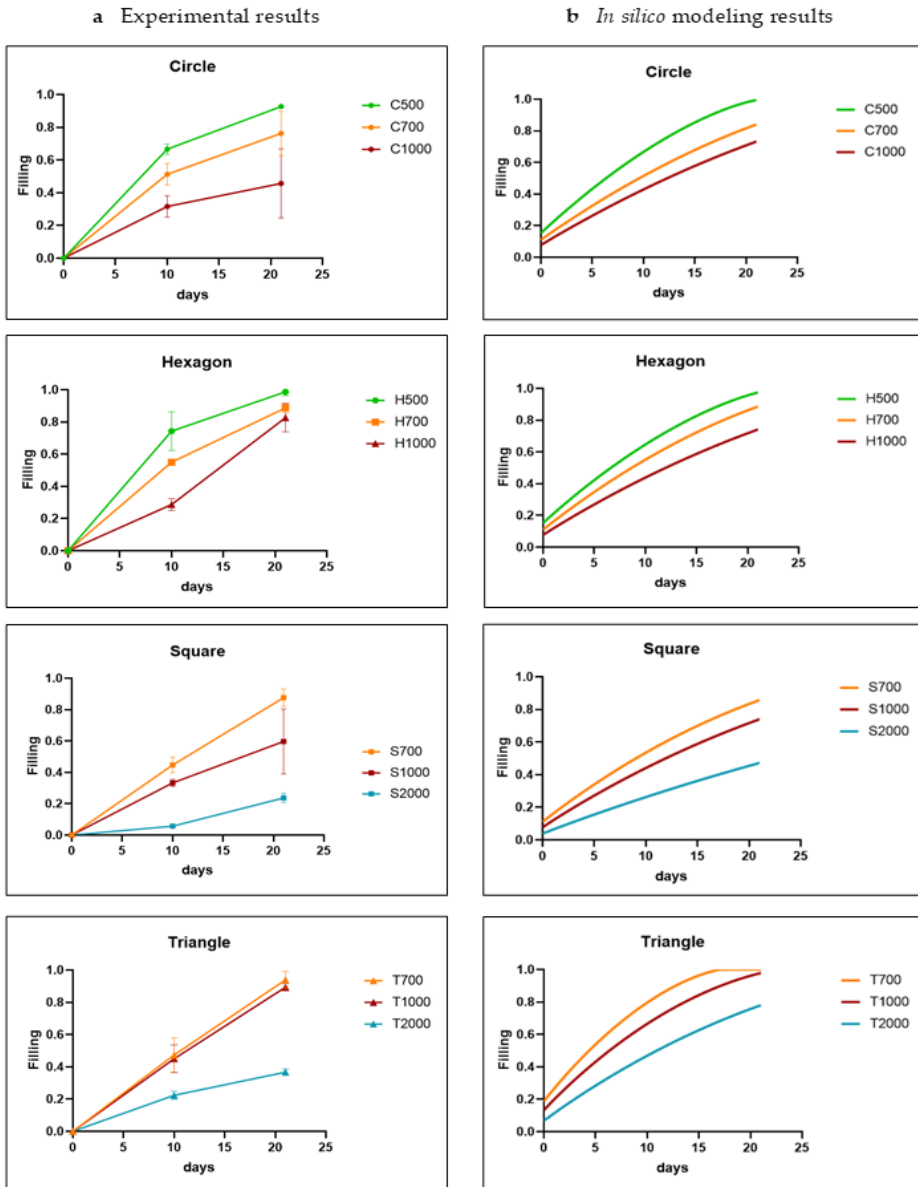 a Experimental results
b In silico modeling results
Circle
1.0
0.8
0.6
0.4
0.2
0.0
Filling
0 5 10 15 20 25
days
C500
C700
C1000
Circle
1.0
0.8
0.6
0.4
0.2
0.0
Filling
0 5 10 15 20 25
days
C500
C700
C1000
Hexagon
1.0
0.8
0.6
0.4
0.2
0.0
Filling
0 5 10 15 20 25
days
H500
H700
H1000
Hexagon
1.0
0.8
0.6
0.4
0.2
0.0
Filling
0 5 10 15 20 25
days
H500
H700
H1000
Square
1.0
0.8
0.6
0.4
0.2
0.0
Filling
0 5 10 15 20 25
days
S700
S1000
S2000
Square
1.0
0.8
0.6
0.4
0.2
0.0
Filling
0 5 10 15 20 25
days
S700
S1000
S2000
Triangle
1.0
0.8
0.6
0.4
0.2
0.0
Filling
0 5 10 15 20 25
days
T700
T1000
T2000
Triangle
1.0
0.8
0.6
0.4
0.2
0.0
Filling
0 5 10 15 20 25
days
T700
T1000
T2000